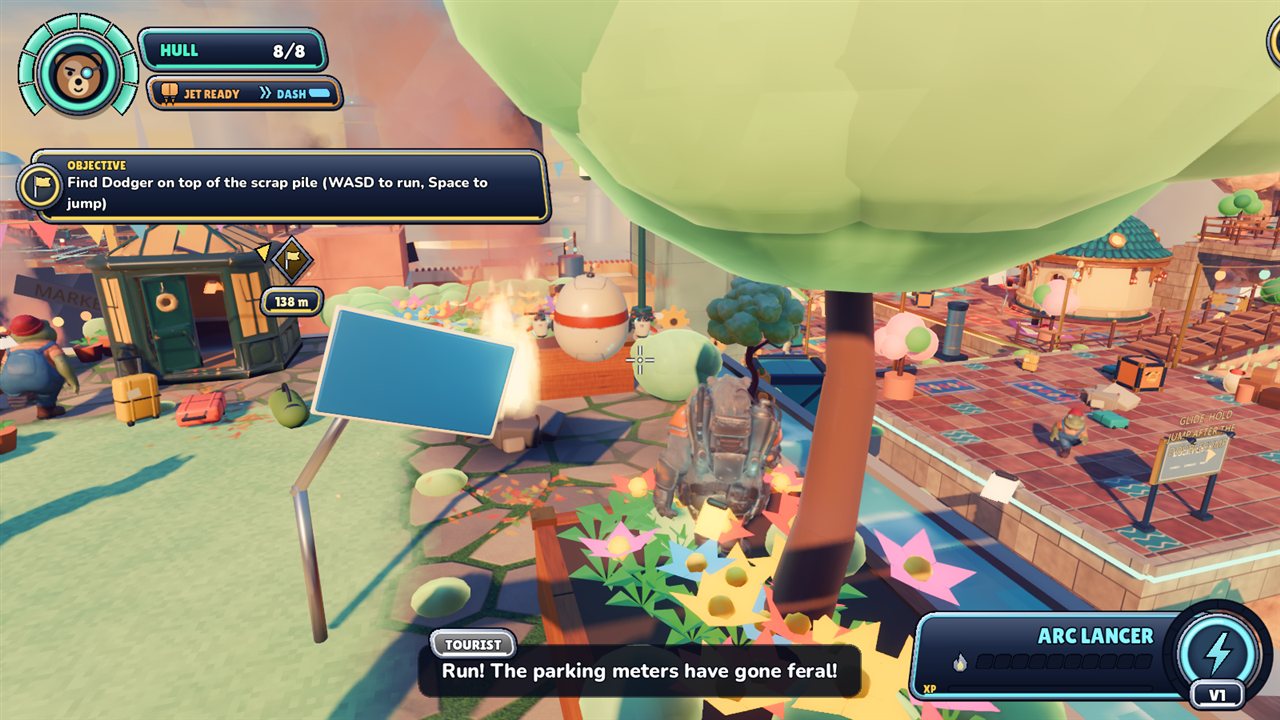 HULL 8/8
JET READY DASH
OBJECTIVE
Find Dodger on top of the scrap pile (WASD to run, Space to
jump)
138 m
GLIDE: HOLD
JUMP AFTER THE
TOURIST
Run! The parking meters have gone feral!
ARC LANCER
XP
V1